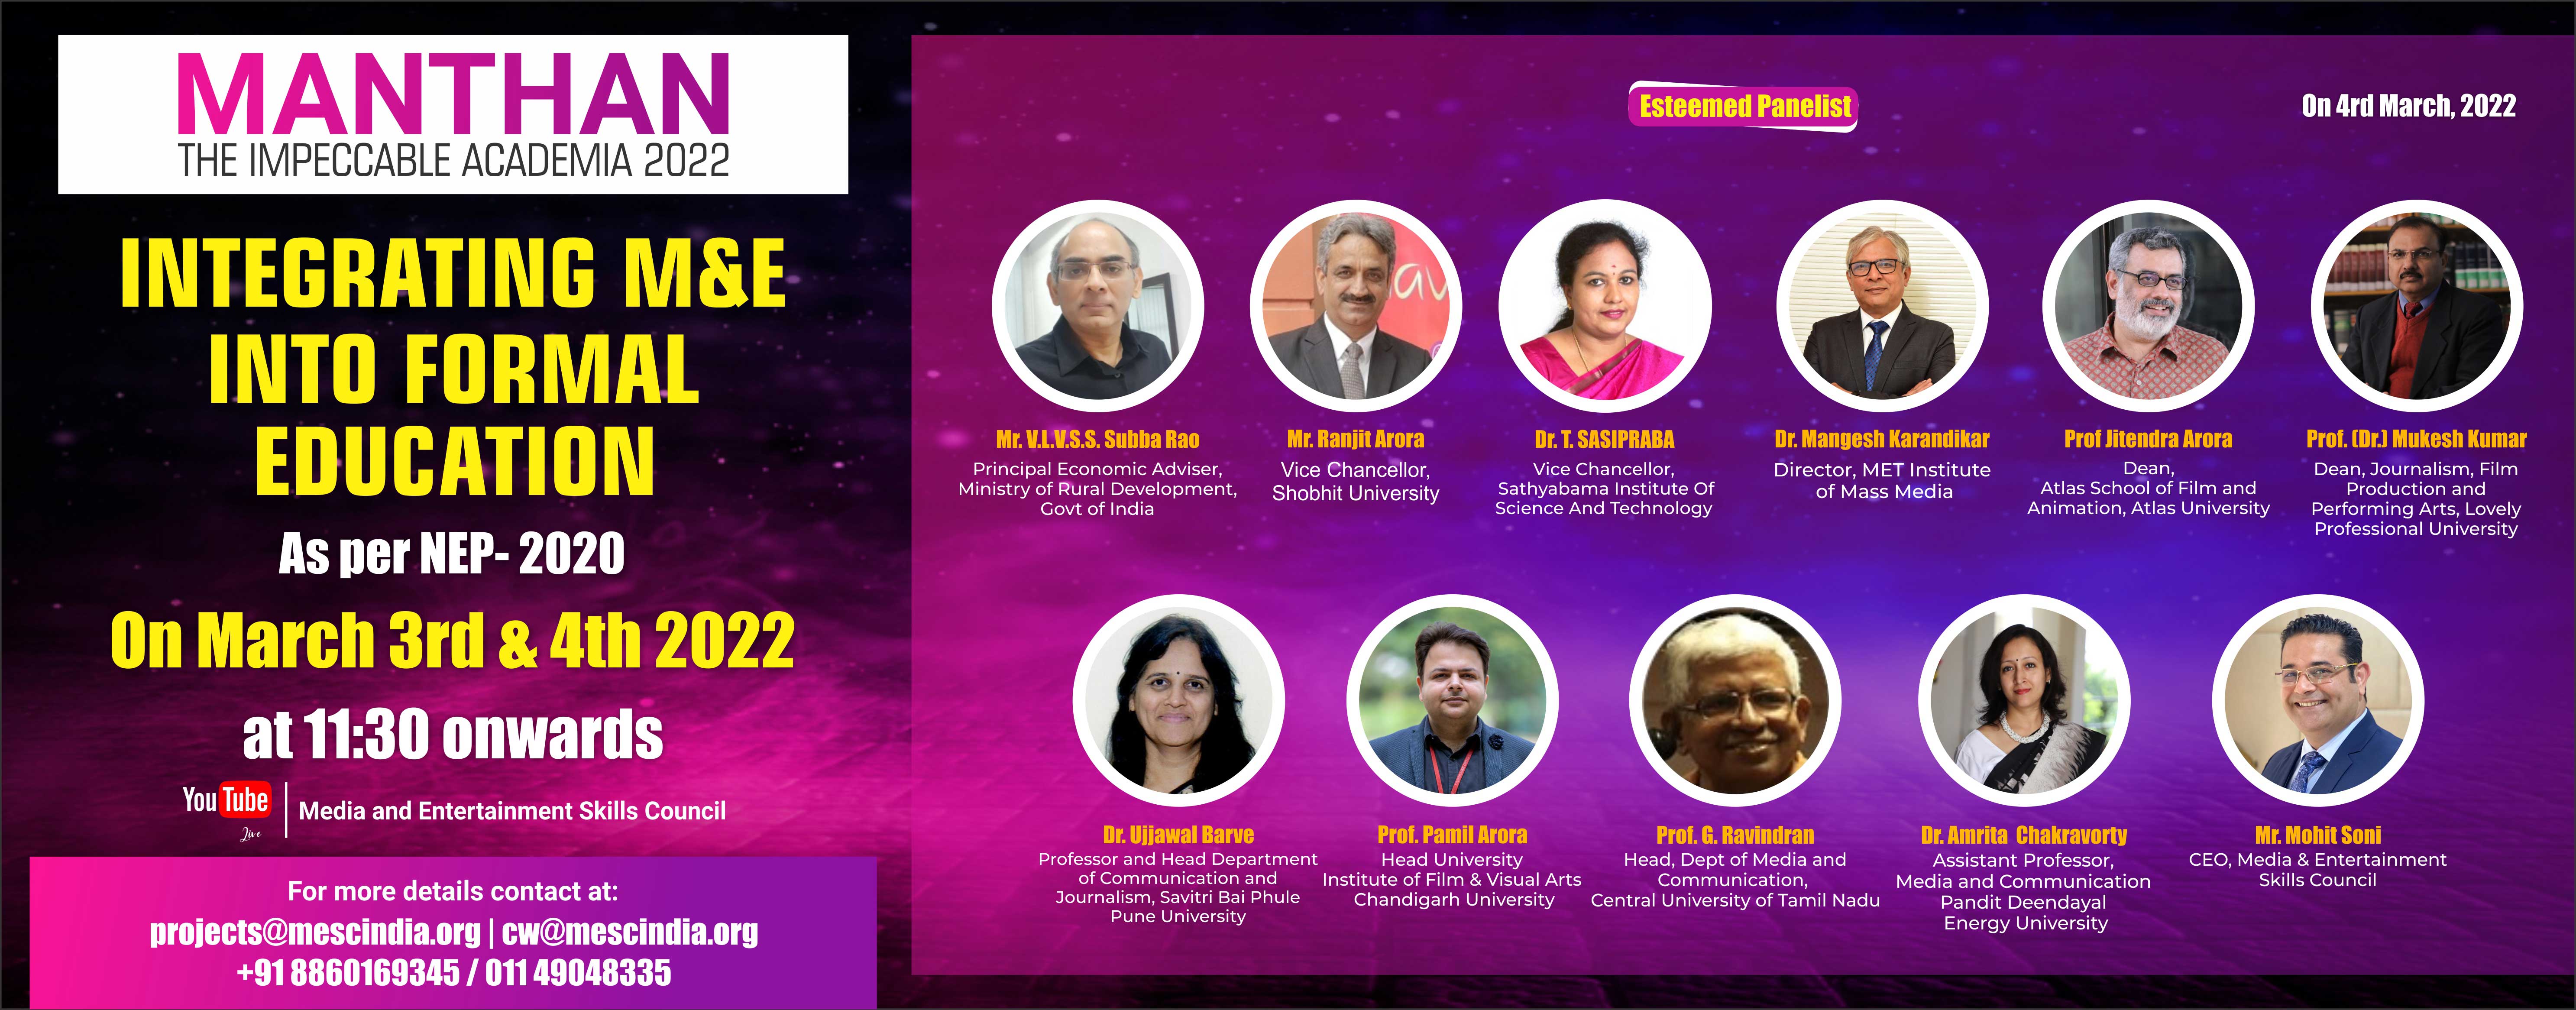 MANTHAN
THE IMPECCABLE ACADEMIA 2022
INTEGRATING M&E
INTO FORMAL
EDUCATION
As per NEP- 2020
On March 3rd & 4th 2022
at 11:30 onwards
YouTube
Live
Media and Entertainment Skills Council
For more details contact at:
projects@mescindia.org | cw@mescindia.org
+91 8860169345 / 011 49048335
Esteemed Panelist
On 4rd March, 2022
av
Mr. V.L.V.S.S. Subba Rao
Principal Economic Adviser,
Ministry of Rural Development,
Govt of India
Mr. Ranjit Arora
Vice Chancellor,
Shobhit University
Dr. T. SASIPRABA
Vice Chancellor,
Sathyabama Institute Of
Science And Technology
Dr. Mangesh Karandikar
Director, MET Institute
of Mass Media
Prof Jitendra Arora
Dean,
Atlas School of Film and
Animation, Atlas University
Prof. (Dr.) Mukesh Kumar
Dean, Journalism, Film
Production and
Performing Arts, Lovely
Professional University
Dr. Ujjawal Barve
Professor and Head Department
of Communication and
Journalism, Savitri Bai Phule
Pune University
Prof. Pamil Arora
Head University
Institute of Film & Visual Arts
Chandigarh University
Prof. G. Ravindran
Head, Dept of Media and
Communication,
Central University of Tamil Nadu
Dr. Amrita Chakravorty
Assistant Professor,
Media and Communication
Pandit Deendayal
Energy University
Mr. Mohit Soni
CEO, Media & Entertainment
Skills Council